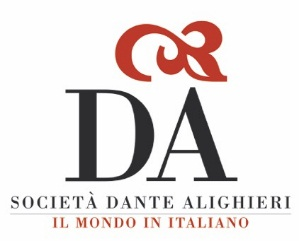 DA
SOCIETÀ DANTE ALIGHIERI
IL MONDO IN ITALIANO